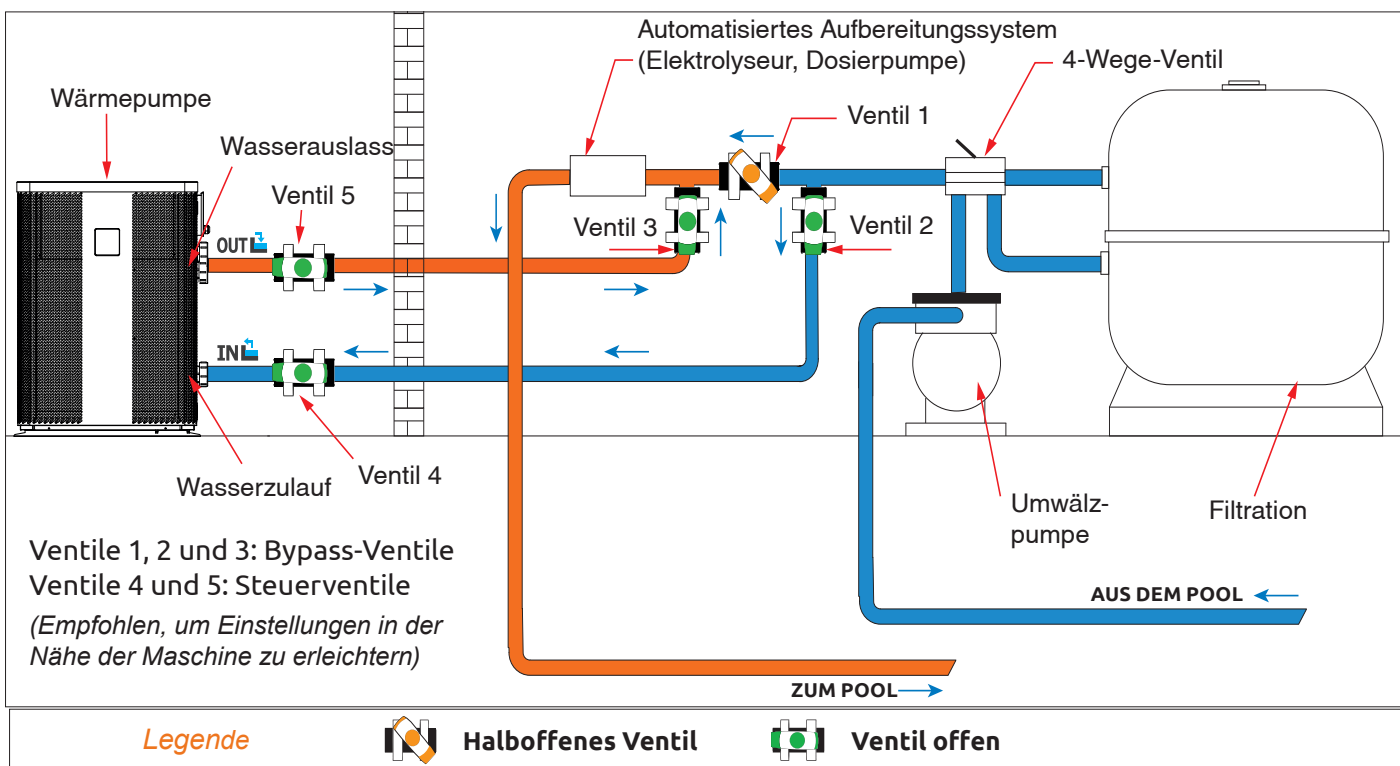 Automatisiertes Aufbereitungssystem
(Elektrolyseur, Dosierpumpe)
4-Wege-Ventil
Wärmepumpe
Ventil 1
Wasserauslass
Ventil 5
Ventil 3
Ventil 2
OUT
IN
Wasserzulauf
Ventil 4
Umwälz-
pumpe
Filtration
Ventile 1, 2 und 3: Bypass-Ventile
Ventile 4 und 5: Steuerventile
(Empfohlen, um Einstellungen in der
Nähe der Maschine zu erleichtern)
AUS DEM POOL
ZUM POOL
Legende
Halboffenes Ventil
Ventil offen